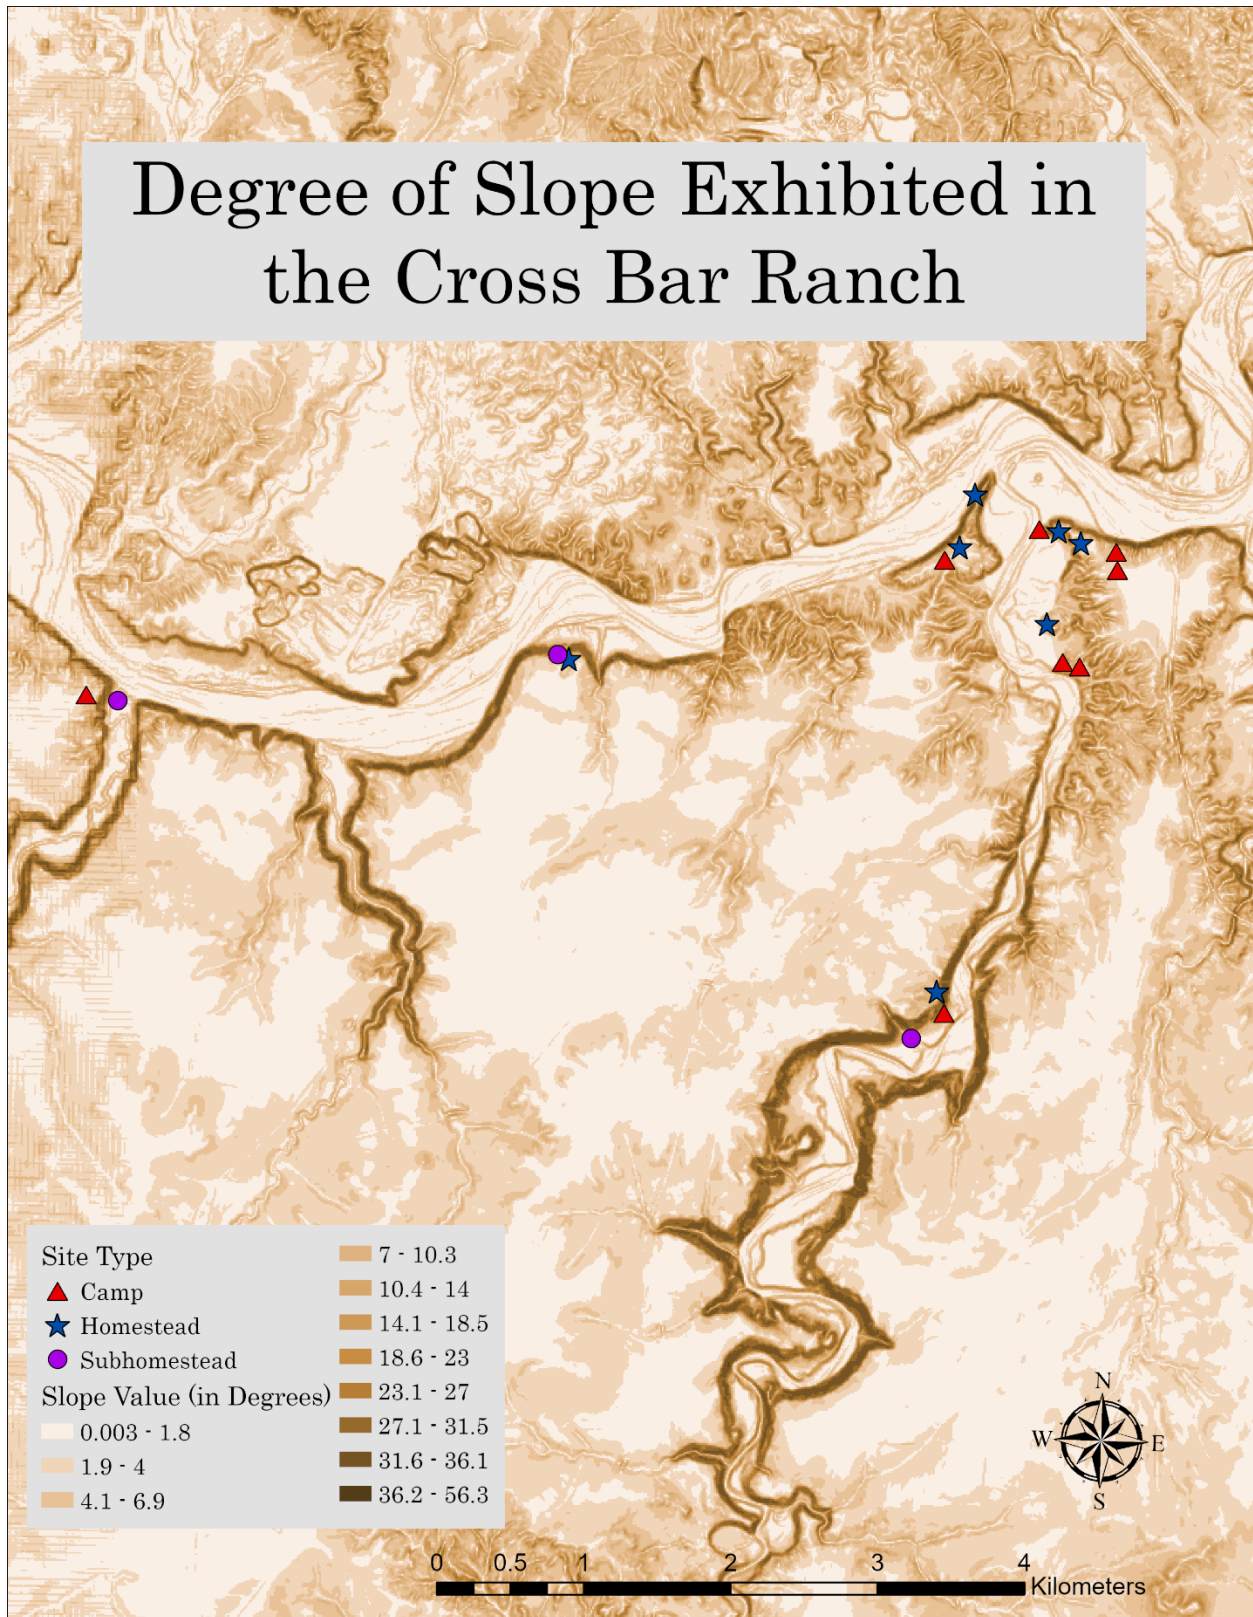 Degree of Slope Exhibited in
the Cross Bar Ranch
Site Type
Camp
Homestead
Subhomestead
Slope Value (in Degrees)
0.003 - 1.8
1.9 - 4
4.1 - 6.9
7 - 10.3
10.4 - 14
14.1 - 18.5
18.6 - 23
23.1 - 27
27.1 - 31.5
31.6 - 36.1
36.2 - 56.3
N
W E
S
0 0.5 1 2 3 4
Kilometers